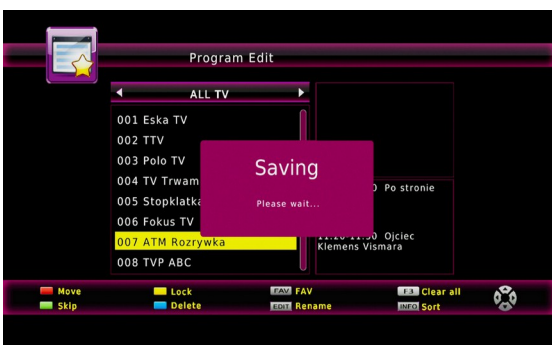 Program Edit
ALL TV
001 Eska TV
002 TTV
003 Polo TV
004 TV Trwam
005 Stopklatka
006 Fokus TV
007 ATM Rozrywka
008 TVP ABC
Saving
Please wait...
Po stronie
Ojciec
Klemens Vismara
Move
Lock
FAV FAV
F3 Clear all
Skip
Delete
EDIT Rename
INFO Sort